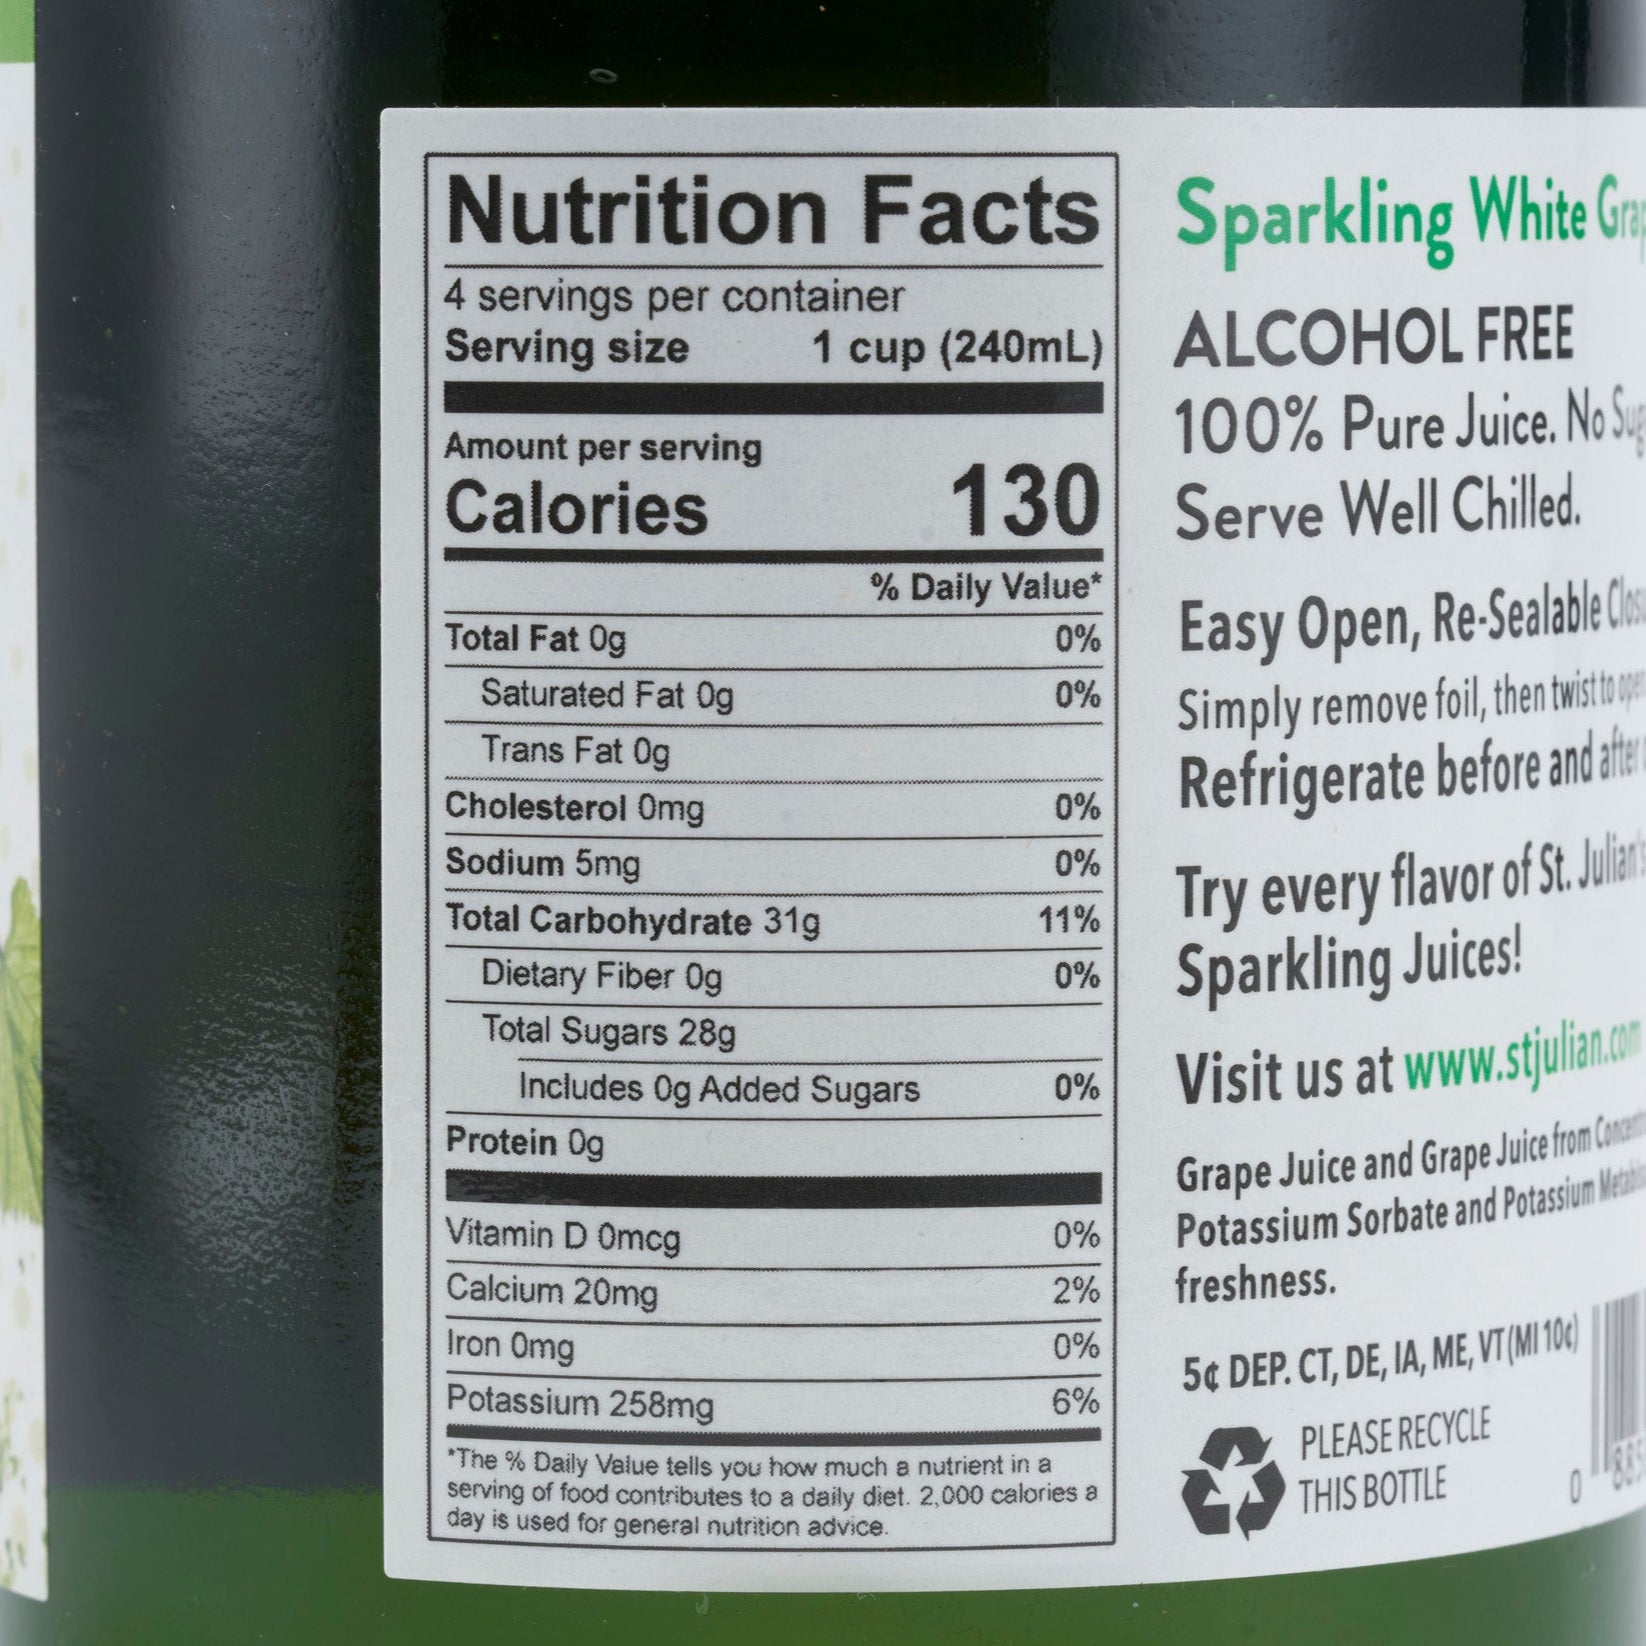 Nutrition Facts
4 servings per container
Serving size 1 cup (240mL)
Amount per serving
Calories 130
% Daily Value*
Total Fat 0g 0%
Saturated Fat 0g 0%
Trans Fat 0g
Cholesterol 0mg 0%
Sodium 5mg 0%
Total Carbohydrate 31g 11%
Dietary Fiber 0g 0%
Total Sugars 28g
Includes 0g Added Sugars 0%
Protein 0g
Vitamin D 0mcg 0%
Calcium 20mg 2%
Iron 0mg 0%
Potassium 258mg 6%
*The % Daily Value tells you how much a nutrient in a
serving of food contributes to a daily diet. 2,000 calories a
day is used for general nutrition advice.
Sparkling White
ALCOHOL FREE
100% Pure Juice. No
Serve Well Chilled.
Easy Open, Re-Sealable
Simply remove foil, then twist to
Refrigerate before and after
Try every flavor of St. Julian's
Sparkling Juices!
Visit us at www.stjulian.com
Grape Juice and Grape Juice from
Potassium Sorbate and Potassium
freshness.
5¢ DEP. CT, DE, IA, ME, VT (MI 10¢)
PLEASE RECYCLE
THIS BOTTLE
0